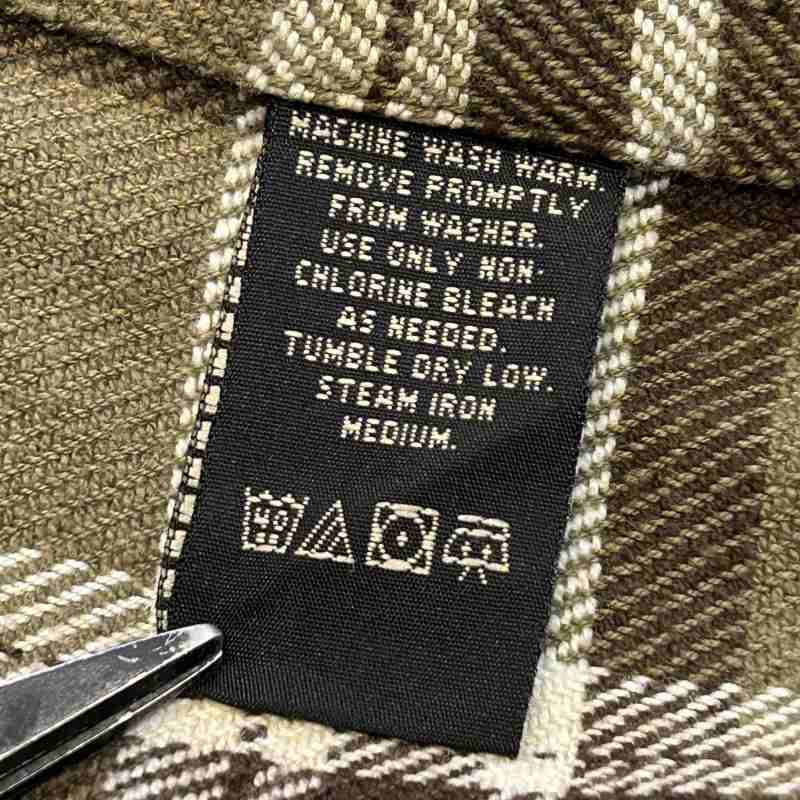 MACHINE WASH WARM.
REMOVE PROMPTLY
FROM WASHER.
USE ONLY NON-
CHLORINE BLEACH
AS NEEDED.
TUMBLE DRY LOW.
STEAM IRON
MEDIUM.
40